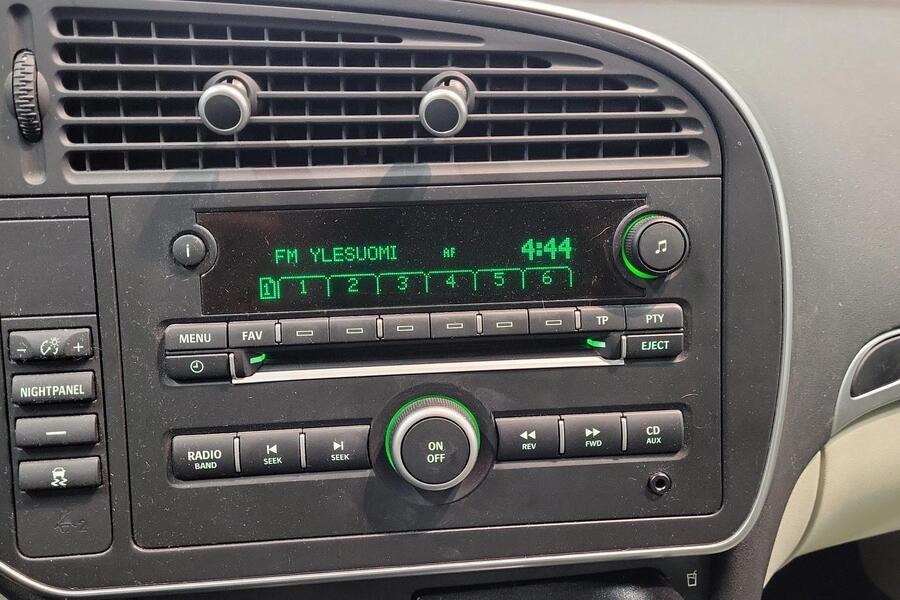 i
FM YLESUOMI AF 4:44
1 1 2 3 4 5 6
MENU FAV TP PTY
EJECT
- +
NIGHTPANEL
RADIO BAND
SEEK
SEEK
ON OFF
REV
FWD
CD AUX
2